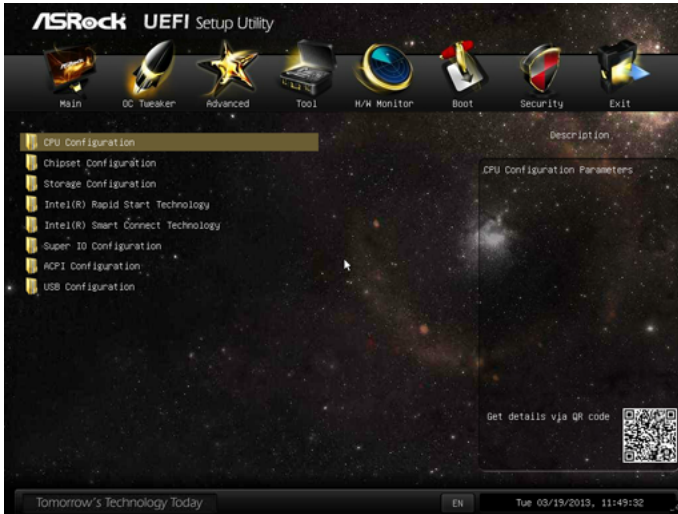 ASRock UEFI Setup Utility
Main OC Tweaker Advanced Tool H/W Monitor Boot Security Exit
CPU Configuration
Chipset Configuration
Storage Configuration
Intel(R) Rapid Start Technology
Intel(R) Smart Connect Technology
Super IO Configuration
ACPI Configuration
USB Configuration
Description
CPU Configuration Parameters
Get details via QR code
Tomorrow's Technology Today
EN
Tue 03/19/2013, 11:49:32